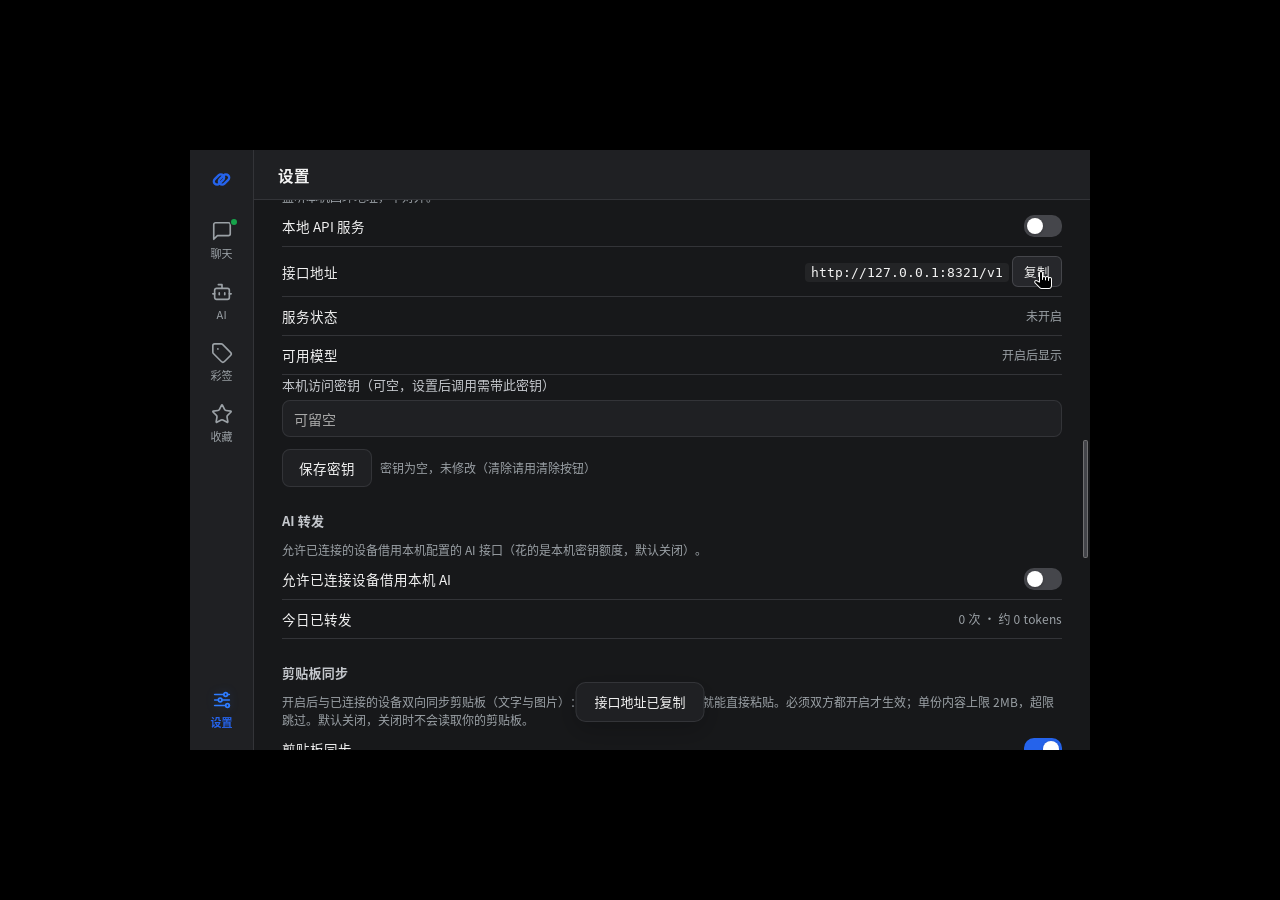 设置
本地 API 服务
接口地址
http://127.0.0.1:8321/v1
复制
服务状态
未开启
可用模型
开启后显示
本机访问密钥（可空，设置后调用需带此密钥）
可留空
保存密钥
密钥为空，未修改（清除请用清除按钮）
AI 转发
允许已连接的设备借用本机配置的 AI 接口（花的是本机密钥额度，默认关闭）。
允许已连接设备借用本机 AI
今日已转发
0 次 · 约 0 tokens
剪贴板同步
开启后与已连接的设备双向同步剪贴板（文字与图片）：
就能直接粘贴。必须双方都开启才生效；单份内容上限 2MB，超限
跳过。默认关闭，关闭时不会读取你的剪贴板。
接口地址已复制
剪贴板同步
聊天
AI
彩签
收藏
设置